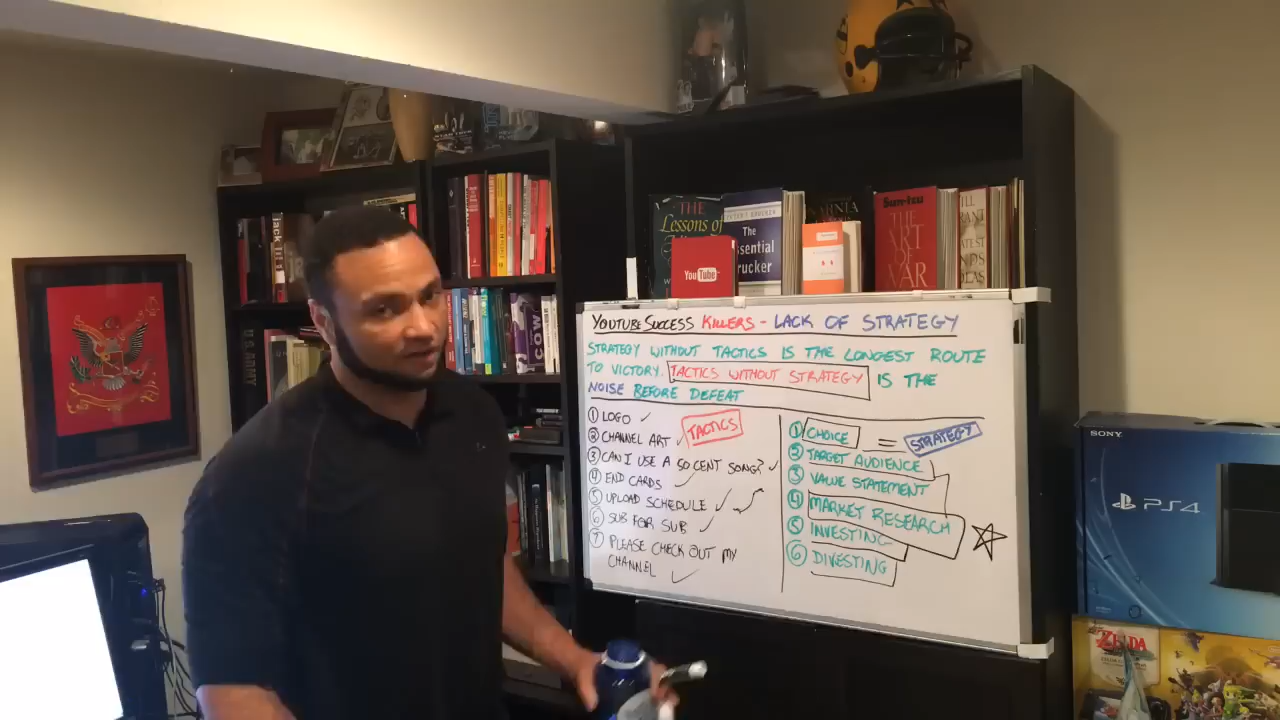 THE
Lessons of
The
Essential
Drucker
Sun-tzu
THE
ART
OF
WAR
YouTube
YOUTUBE SUCCESS KILLERS - LACK OF STRATEGY
STRATEGY WITHOUT TACTICS IS THE LONGEST ROUTE
TO VICTORY. TACTICS WITHOUT STRATEGY IS THE
NOISE BEFORE DEFEAT
① LOGO ✓
② CHANNEL ART ✓ TACTICS
③ CAN I USE A 50 CENT SONG? ✓
④ END CARDS ✓
⑤ UPLOAD SCHEDULE ✓ ✓
⑥ SUB FOR SUB ✓
⑦ PLEASE CHECK OUT MY
CHANNEL ✓
① CHOICE = STRATEGY
② TARGET AUDIENCE
③ VALUE STATEMENT
④ MARKET RESEARCH
⑤ INVESTING
⑥ DIVESTING
SONY
PS4
ZELDA
U.S. ARMY
COW